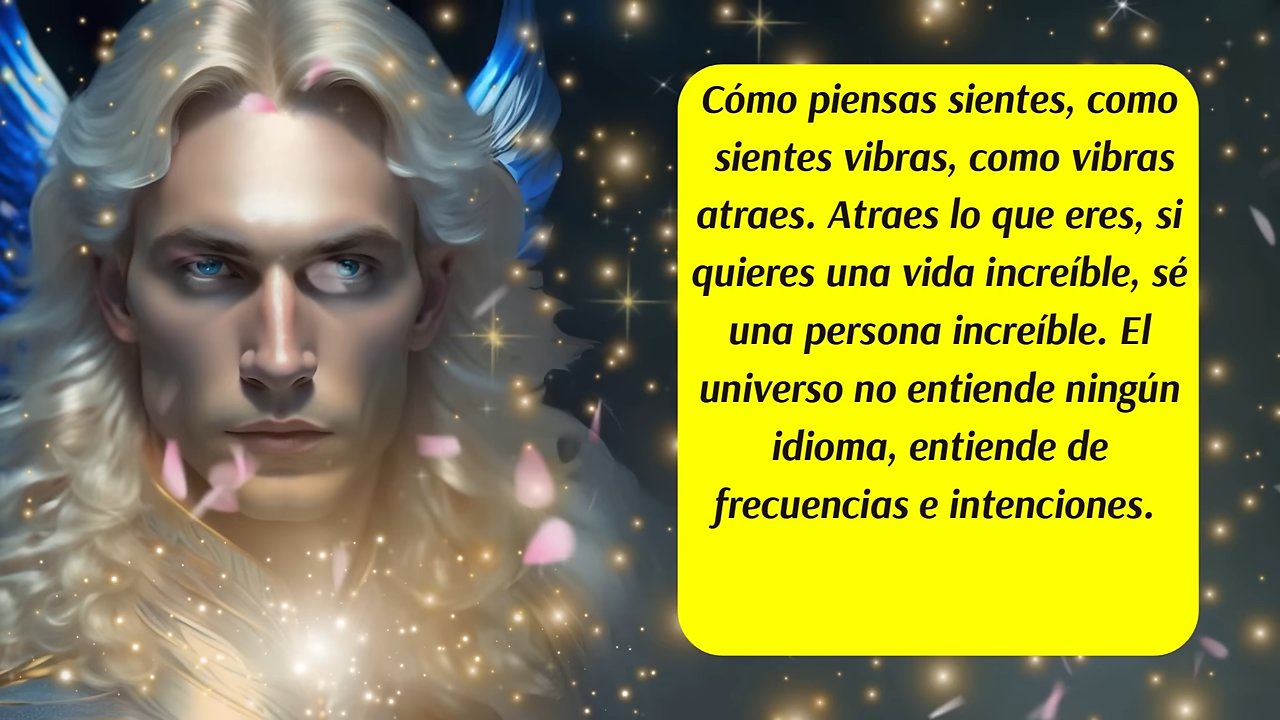 Cómo piensas sientes, como
sientes vibras, como vibras
atraes. Atraes lo que eres, si
quieres una vida increíble, sé
una persona increíble. El
universo no entiende ningún
idioma, entiende de
frecuencias e intenciones.